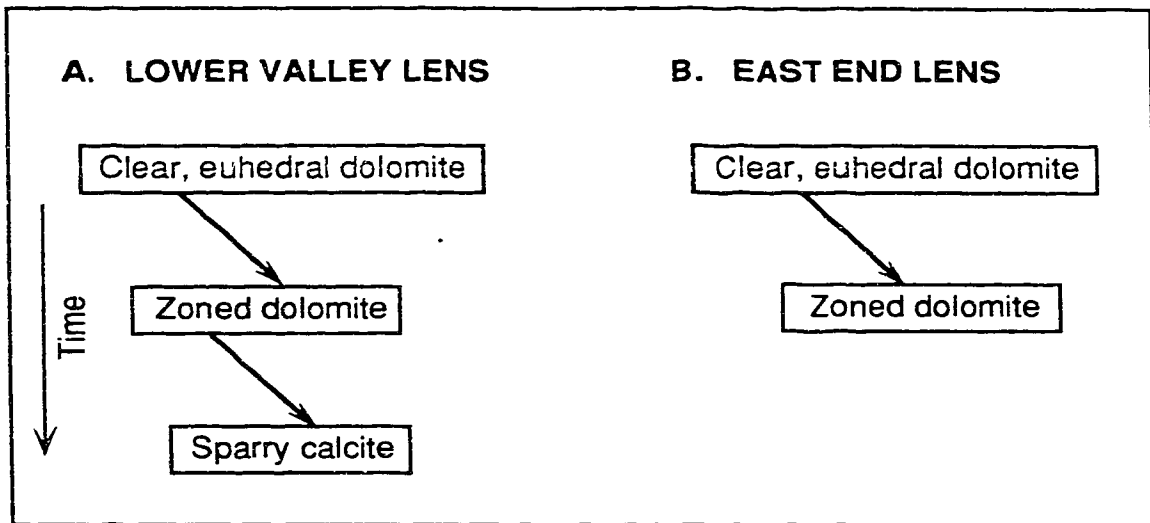 A. LOWER VALLEY LENS
Clear, euhedral dolomite
Zoned dolomite
Sparry calcite
Time
B. EAST END LENS
Clear, euhedral dolomite
Zoned dolomite